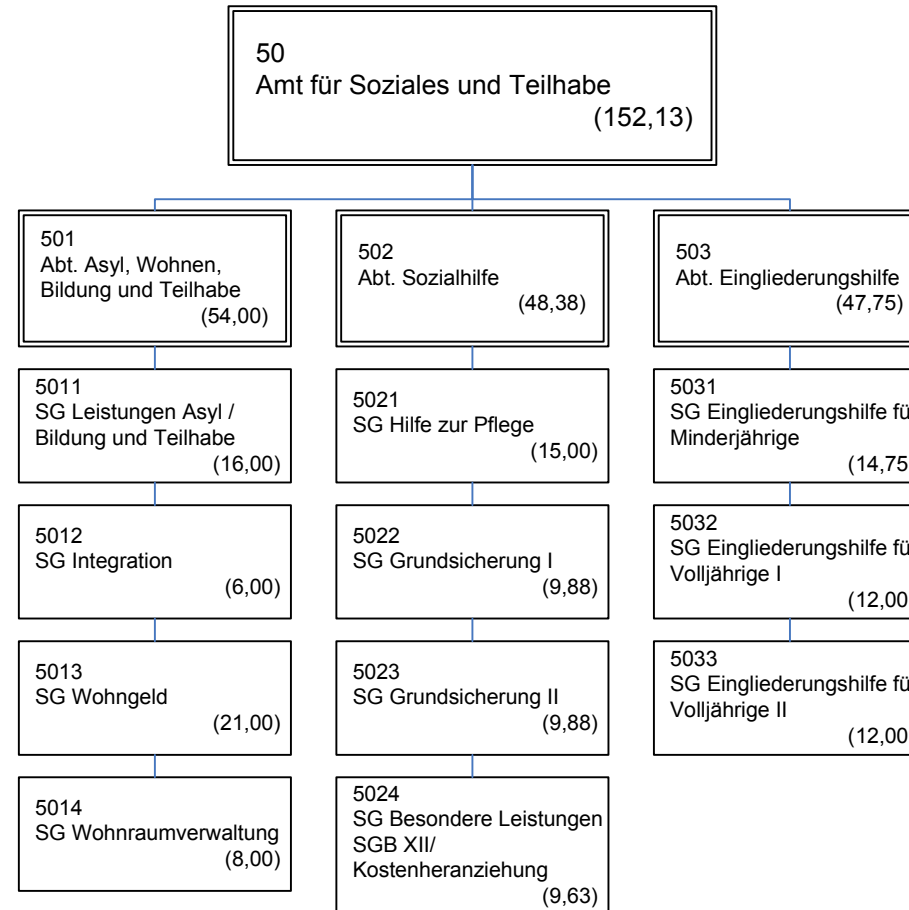 50
Amt für Soziales und Teilhabe
(152,13)
501
Abt. Asyl, Wohnen,
Bildung und Teilhabe
(54,00)
5011
SG Leistungen Asyl /
Bildung und Teilhabe
(16,00)
5012
SG Integration
(6,00)
5013
SG Wohngeld
(21,00)
5014
SG Wohnraumverwaltung
(8,00)
502
Abt. Sozialhilfe
(48,38)
5021
SG Hilfe zur Pflege
(15,00)
5022
SG Grundsicherung I
(9,88)
5023
SG Grundsicherung II
(9,88)
5024
SG Besondere Leistungen
SGB XII/
Kostenheranziehung
(9,63)
503
Abt. Eingliederungshilfe
(47,75)
5031
SG Eingliederungshilfe fü
Minderjährige
(14,75
5032
SG Eingliederungshilfe fü
Volljährige I
(12,00
5033
SG Eingliederungshilfe fü
Volljährige II
(12,00